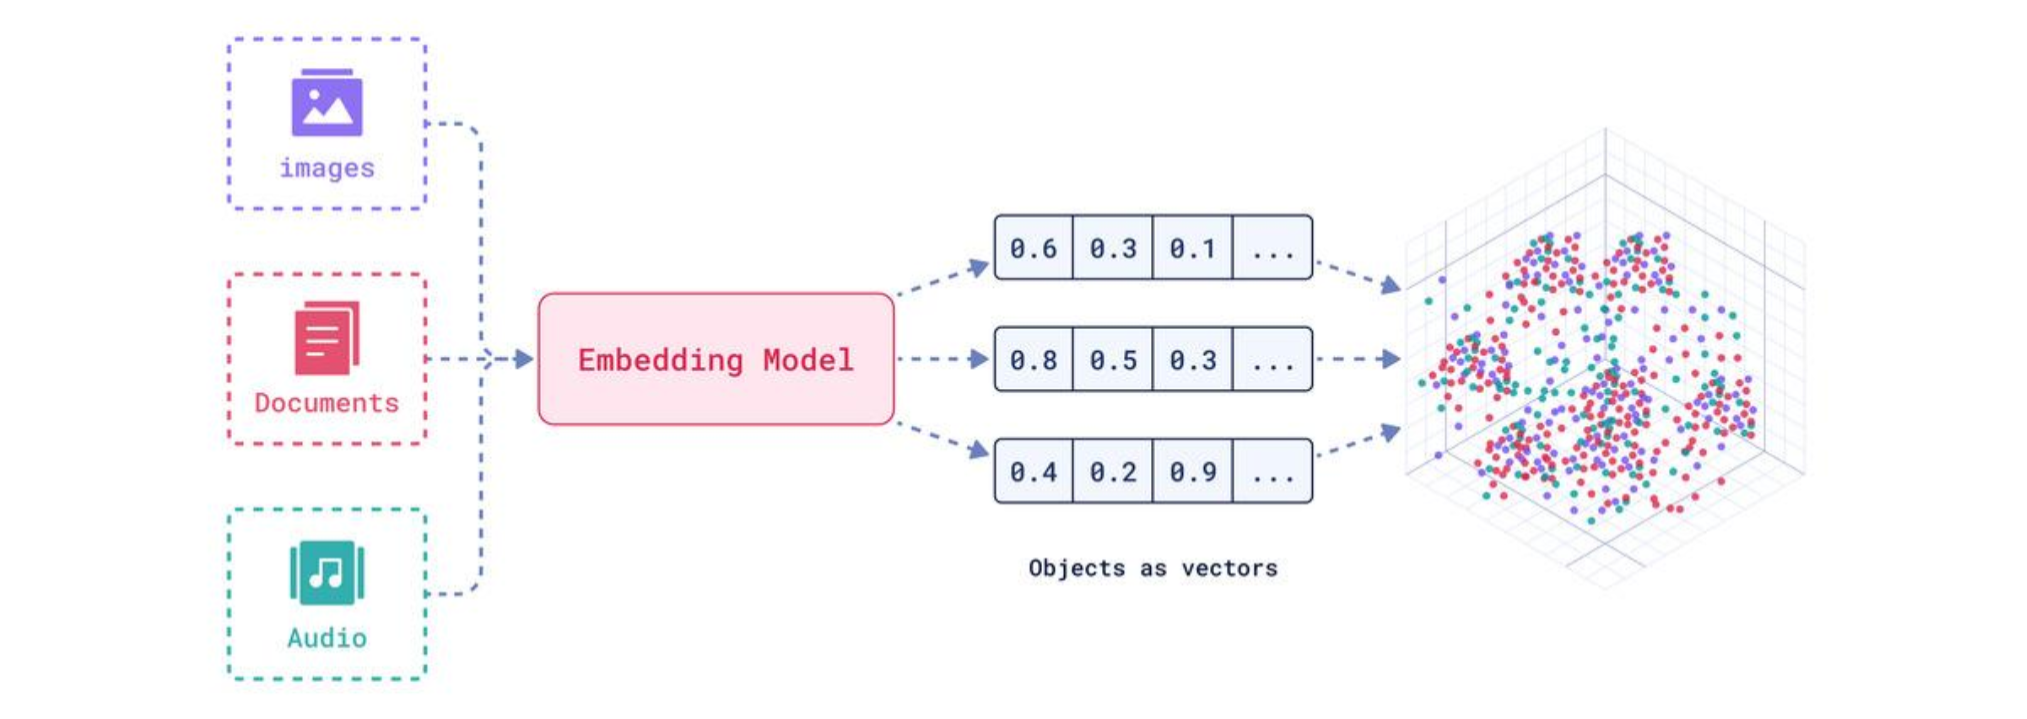 images
Documents
Audio
Embedding Model
0.6 0.3 0.1 ...
0.8 0.5 0.3 ...
0.4 0.2 0.9 ...
Objects as vectors